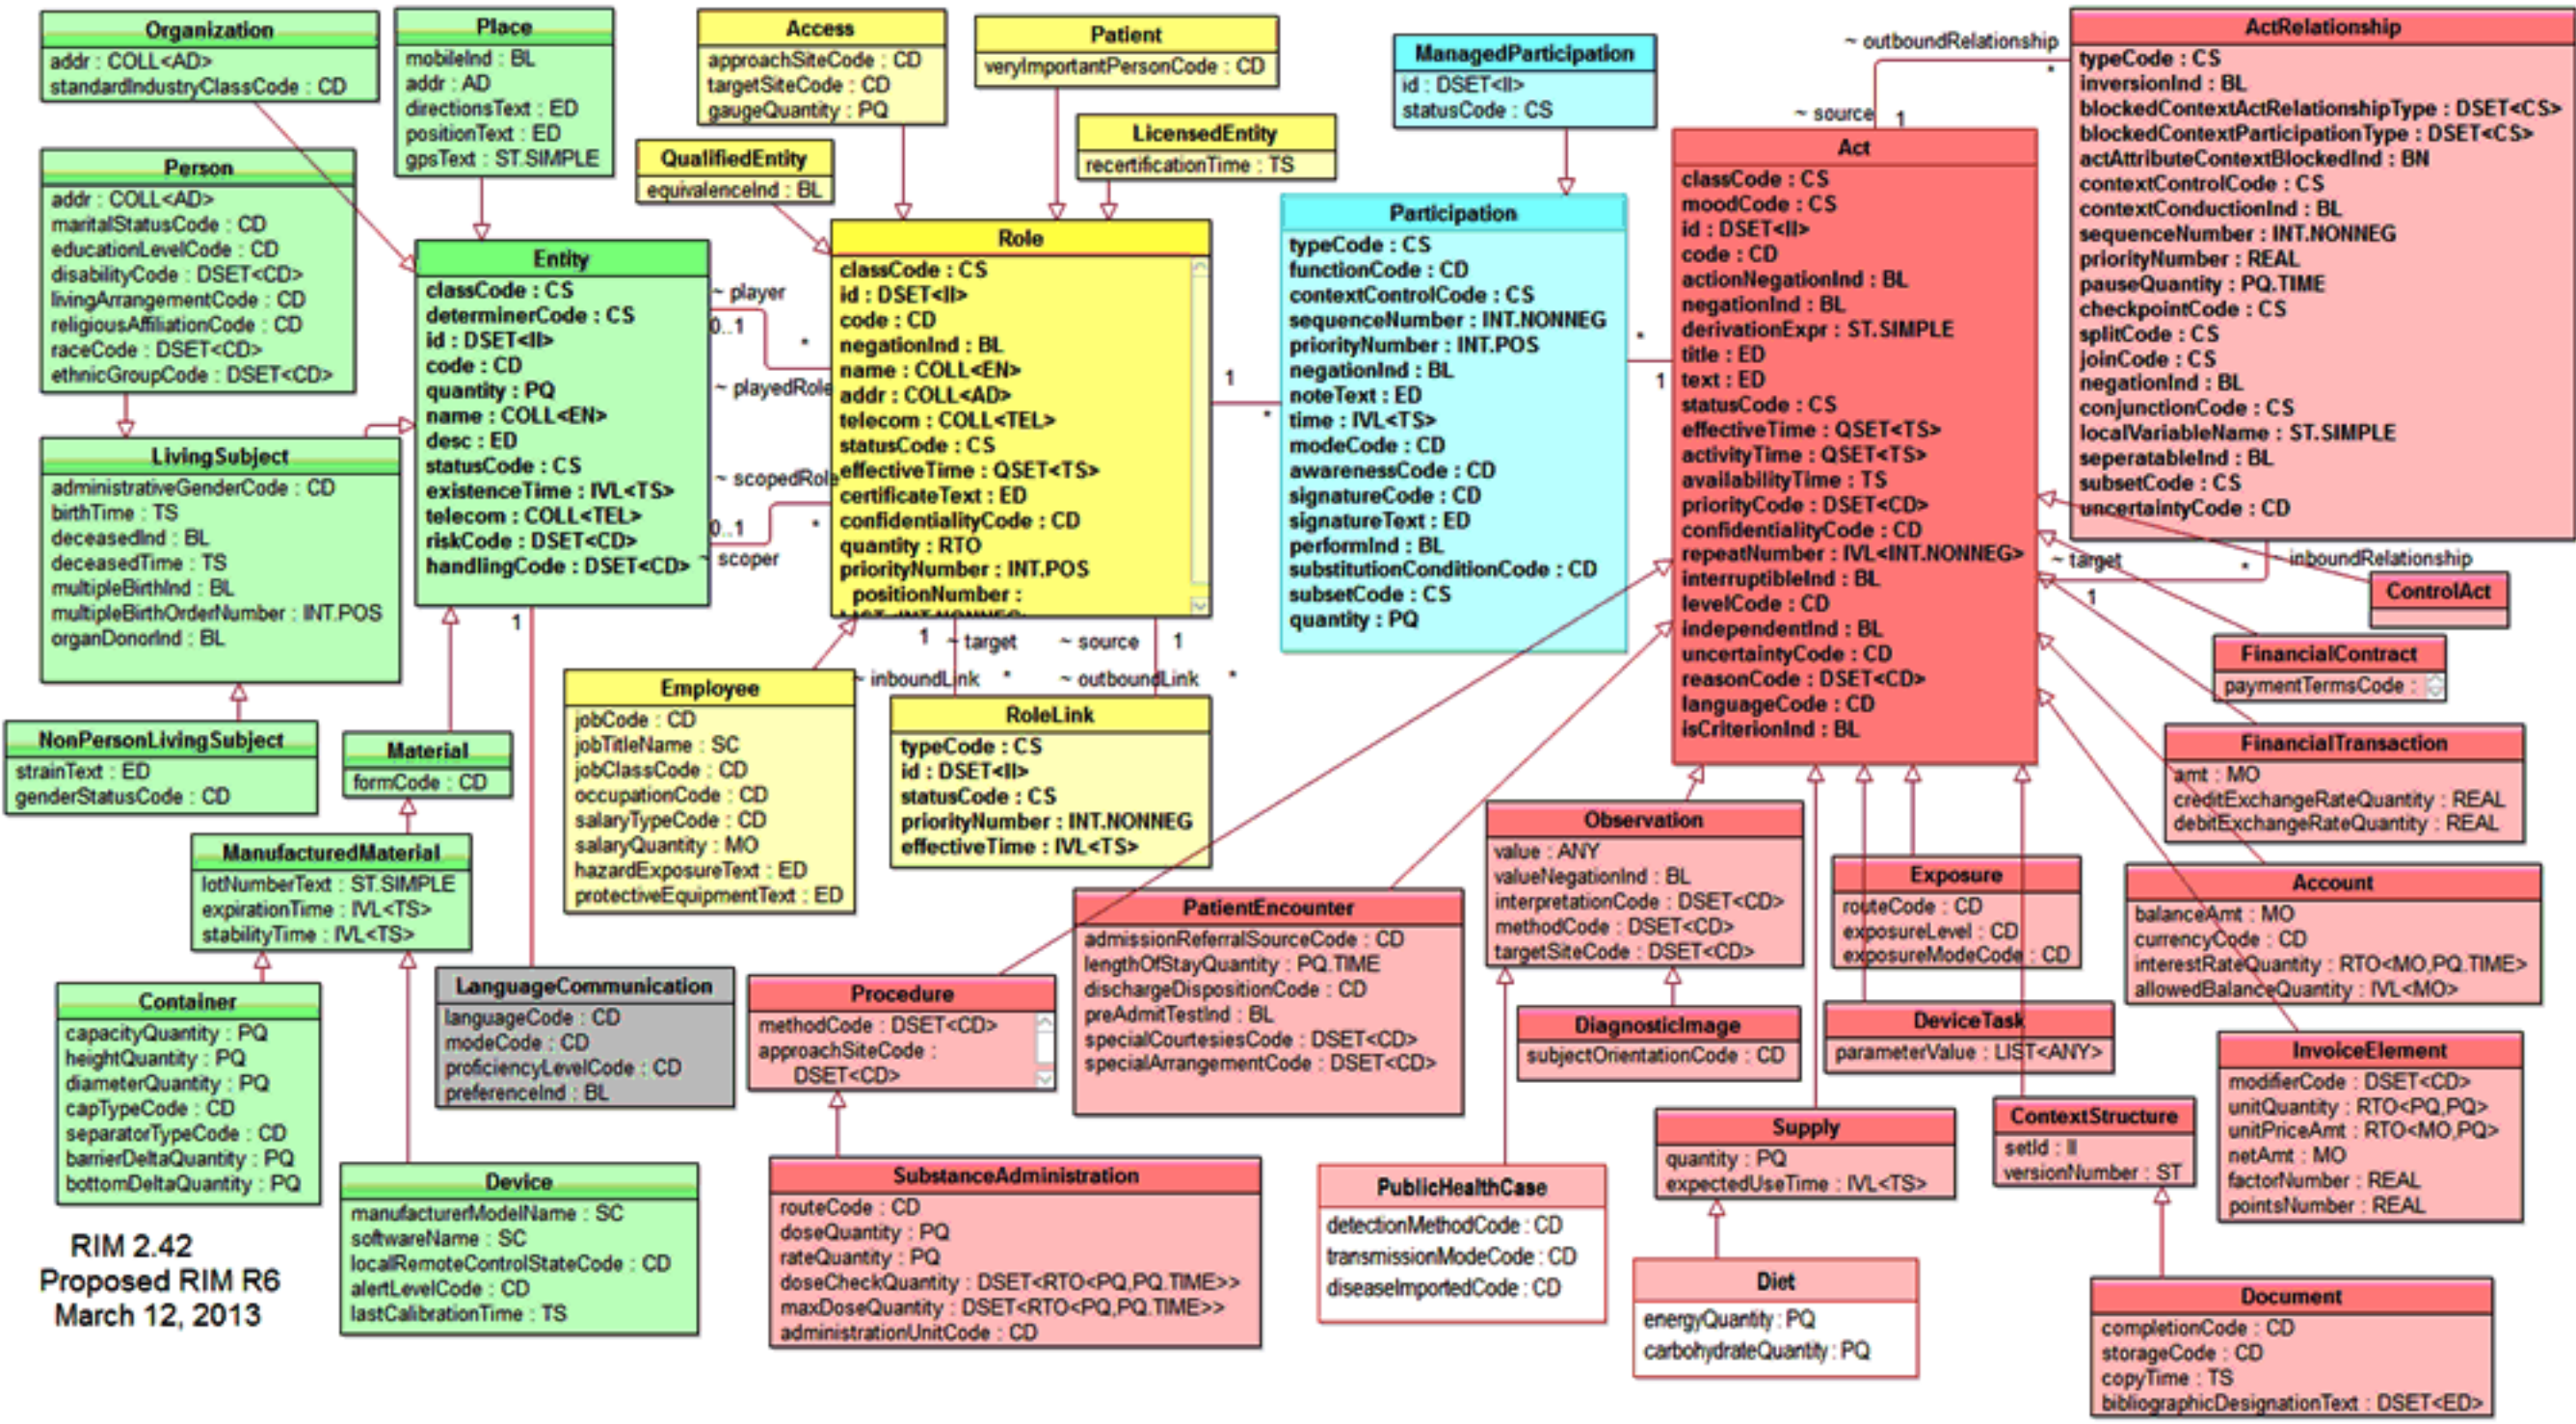 Organization
addr : COLL<AD>
standardIndustryClassCode : CD
Place
mobileInd : BL
addr : AD
directionsText : ED
positionText : ED
gpsText : ST.SIMPLE
Access
approachSiteCode : CD
targetSiteCode : CD
gaugeQuantity : PQ
Patient
veryImportantPersonCode : CD
ManagedParticipation
id : DSET<II>
statusCode : CS
~ outboundRelationship
*
~ source
1
ActRelationship
typeCode : CS
inversionInd : BL
blockedContextActRelationshipType : DSET<CS>
blockedContextParticipationType : DSET<CS>
actAttributeContextBlockedInd : BN
contextControlCode : CS
contextConductionInd : BL
sequenceNumber : INT.NONNEG
priorityNumber : REAL
pauseQuantity : PQ.TIME
checkpointCode : CS
splitCode : CS
joinCode : CS
negationInd : BL
conjunctionCode : CS
localVariableName : ST.SIMPLE
seperatableInd : BL
subsetCode : CS
uncertaintyCode : CD
QualifiedEntity
equivalenceInd : BL
LicensedEntity
recertificationTime : TS
Person
addr : COLL<AD>
maritalStatusCode : CD
educationLevelCode : CD
disabilityCode : DSET<CD>
livingArrangementCode : CD
religiousAffiliationCode : CD
raceCode : DSET<CD>
ethnicGroupCode : DSET<CD>
Entity
classCode : CS
determinerCode : CS
id : DSET<II>
code : CD
quantity : PQ
name : COLL<EN>
desc : ED
statusCode : CS
existenceTime : IVL<TS>
telecom : COLL<TEL>
riskCode : DSET<CD>
handlingCode : DSET<CD>
~ player
0..1
*
~ playedRole
~ scopedRole
0..1
*
~ scoper
Role
classCode : CS
id : DSET<II>
code : CD
negationInd : BL
name : COLL<EN>
addr : COLL<AD>
telecom : COLL<TEL>
statusCode : CS
effectiveTime : QSET<TS>
certificateText : ED
confidentialityCode : CD
quantity : RTO
priorityNumber : INT.POS
positionNumber :
1
*
Participation
typeCode : CS
functionCode : CD
contextControlCode : CS
sequenceNumber : INT.NONNEG
priorityNumber : INT.POS
negationInd : BL
noteText : ED
time : IVL<TS>
modeCode : CD
awarenessCode : CD
signatureCode : CD
signatureText : ED
performInd : BL
substitutionConditionCode : CD
subsetCode : CS
quantity : PQ
*
1
Act
classCode : CS
moodCode : CS
id : DSET<II>
code : CD
actionNegationInd : BL
negationInd : BL
derivationExpr : ST.SIMPLE
title : ED
text : ED
statusCode : CS
effectiveTime : QSET<TS>
activityTime : QSET<TS>
availabilityTime : TS
priorityCode : DSET<CD>
confidentialityCode : CD
repeatNumber : IVL<INT.NONNEG>
interruptibleInd : BL
levelCode : CD
independentInd : BL
uncertaintyCode : CD
reasonCode : DSET<CD>
languageCode : CD
isCriterionInd : BL
~ target
1
*
~ inboundRelationship
ControlAct
FinancialContract
paymentTermsCode :
FinancialTransaction
amt : MO
creditExchangeRateQuantity : REAL
debitExchangeRateQuantity : REAL
LivingSubject
administrativeGenderCode : CD
birthTime : TS
deceasedInd : BL
deceasedTime : TS
multipleBirthInd : BL
multipleBirthOrderNumber : INT.POS
organDonorInd : BL
NonPersonLivingSubject
strainText : ED
genderStatusCode : CD
Material
formCode : CD
1
1
~ target
~ source
1
~ inboundLink
*
~ outboundLink
*
Employee
jobCode : CD
jobTitleName : SC
jobClassCode : CD
occupationCode : CD
salaryTypeCode : CD
salaryQuantity : MO
hazardExposureText : ED
protectiveEquipmentText : ED
RoleLink
typeCode : CS
id : DSET<II>
statusCode : CS
priorityNumber : INT.NONNEG
effectiveTime : IVL<TS>
ManufacturedMaterial
lotNumberText : ST.SIMPLE
expirationTime : IVL<TS>
stabilityTime : IVL<TS>
Container
capacityQuantity : PQ
heightQuantity : PQ
diameterQuantity : PQ
capTypeCode : CD
separatorTypeCode : CD
barrierDeltaQuantity : PQ
bottomDeltaQuantity : PQ
LanguageCommunication
languageCode : CD
modeCode : CD
proficiencyLevelCode : CD
preferenceInd : BL
Procedure
methodCode : DSET<CD>
approachSiteCode :
DSET<CD>
PatientEncounter
admissionReferralSourceCode : CD
lengthOfStayQuantity : PQ.TIME
dischargeDispositionCode : CD
preAdmitTestInd : BL
specialCourtesiesCode : DSET<CD>
specialArrangementCode : DSET<CD>
Observation
value : ANY
valueNegationInd : BL
interpretationCode : DSET<CD>
methodCode : DSET<CD>
targetSiteCode : DSET<CD>
Exposure
routeCode : CD
exposureLevel : CD
exposureModeCode : CD
Account
balanceAmt : MO
currencyCode : CD
interestRateQuantity : RTO<MO,PQ.TIME>
allowedBalanceQuantity : IVL<MO>
DiagnosticImage
subjectOrientationCode : CD
DeviceTask
parameterValue : LIST<ANY>
InvoiceElement
modifierCode : DSET<CD>
unitQuantity : RTO<PQ,PQ>
unitPriceAmt : RTO<MO,PQ>
netAmt : MO
factorNumber : REAL
pointsNumber : REAL
Device
manufacturerModelName : SC
softwareName : SC
localRemoteControlStateCode : CD
alertLevelCode : CD
lastCalibrationTime : TS
SubstanceAdministration
routeCode : CD
doseQuantity : PQ
rateQuantity : PQ
doseCheckQuantity : DSET<RTO<PQ,PQ.TIME>>
maxDoseQuantity : DSET<RTO<PQ,PQ.TIME>>
administrationUnitCode : CD
PublicHealthCase
detectionMethodCode : CD
transmissionModeCode : CD
diseaseImportedCode : CD
Supply
quantity : PQ
expectedUseTime : IVL<TS>
ContextStructure
setId : II
versionNumber : ST
Diet
energyQuantity : PQ
carbohydrateQuantity : PQ
Document
completionCode : CD
storageCode : CD
copyTime : TS
bibliographicDesignationText : DSET<ED>
RIM 2.42
Proposed RIM R6
March 12, 2013